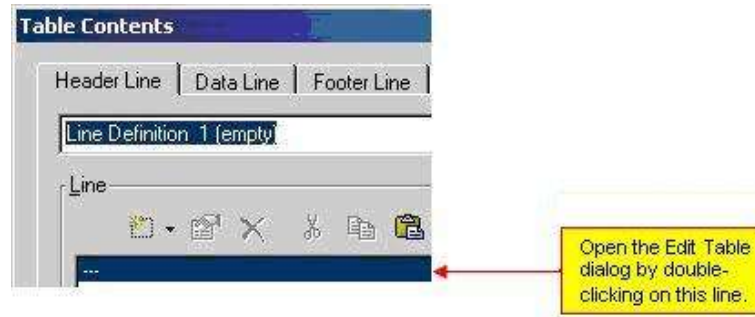 Table Contents
Header Line Data Line Footer Line
Line Definition 1 (empty)
Line
---
Open the Edit Table
dialog by double-
clicking on this line.